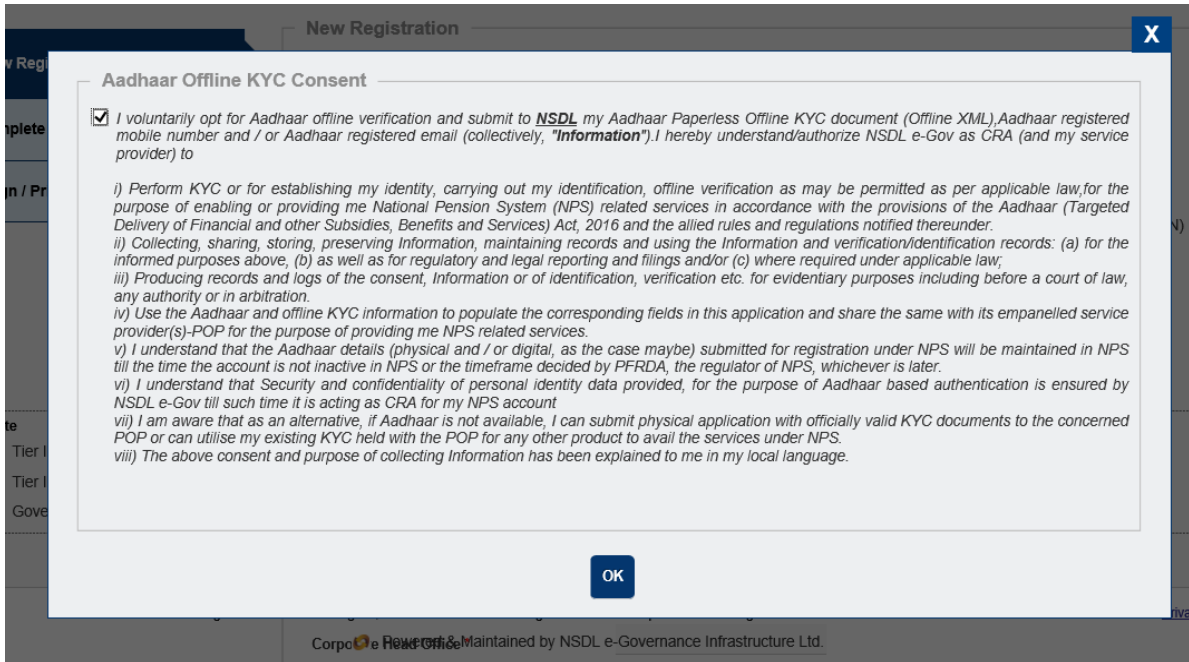 New Registration
X
w Regi
Aadhaar Offline KYC Consent
I voluntarily opt for Aadhaar offline verification and submit to NSDL my Aadhaar Paperless Offline KYC document (Offline XML),Aadhaar registered
mobile number and / or Aadhaar registered email (collectively, "Information").I hereby understand/authorize NSDL e-Gov as CRA (and my service
provider) to
i) Perform KYC or for establishing my identity, carrying out my identification, offline verification as may be permitted as per applicable law,for the
purpose of enabling or providing me National Pension System (NPS) related services in accordance with the provisions of the Aadhaar (Targeted
Delivery of Financial and other Subsidies, Benefits and Services) Act, 2016 and the allied rules and regulations notified thereunder.
ii) Collecting, sharing, storing, preserving Information, maintaining records and using the Information and verification/identification records: (a) for the
informed purposes above, (b) as well as for regulatory and legal reporting and filings and/or (c) where required under applicable law;
iii) Producing records and logs of the consent, Information or of identification, verification etc. for evidentiary purposes including before a court of law,
any authority or in arbitration.
iv) Use the Aadhaar and offline KYC information to populate the corresponding fields in this application and share the same with its empanelled service
provider(s)-POP for the purpose of providing me NPS related services.
v) I understand that the Aadhaar details (physical and / or digital, as the case maybe) submitted for registration under NPS will be maintained in NPS
till the time the account is not inactive in NPS or the timeframe decided by PFRDA, the regulator of NPS, whichever is later.
vi) I understand that Security and confidentiality of personal identity data provided, for the purpose of Aadhaar based authentication is ensured by
NSDL e-Gov till such time it is acting as CRA for my NPS account
vii) I am aware that as an alternative, if Aadhaar is not available, I can submit physical application with officially valid KYC documents to the concerned
POP or can utilise my existing KYC held with the POP for any other product to avail the services under NPS.
viii) The above consent and purpose of collecting Information has been explained to me in my local language.
nplete
n / Pr
N)
te
Tier I
Tier I
Gove
OK
riva
Head Office
Powered & Maintained by NSDL e-Governance Infrastructure Ltd.